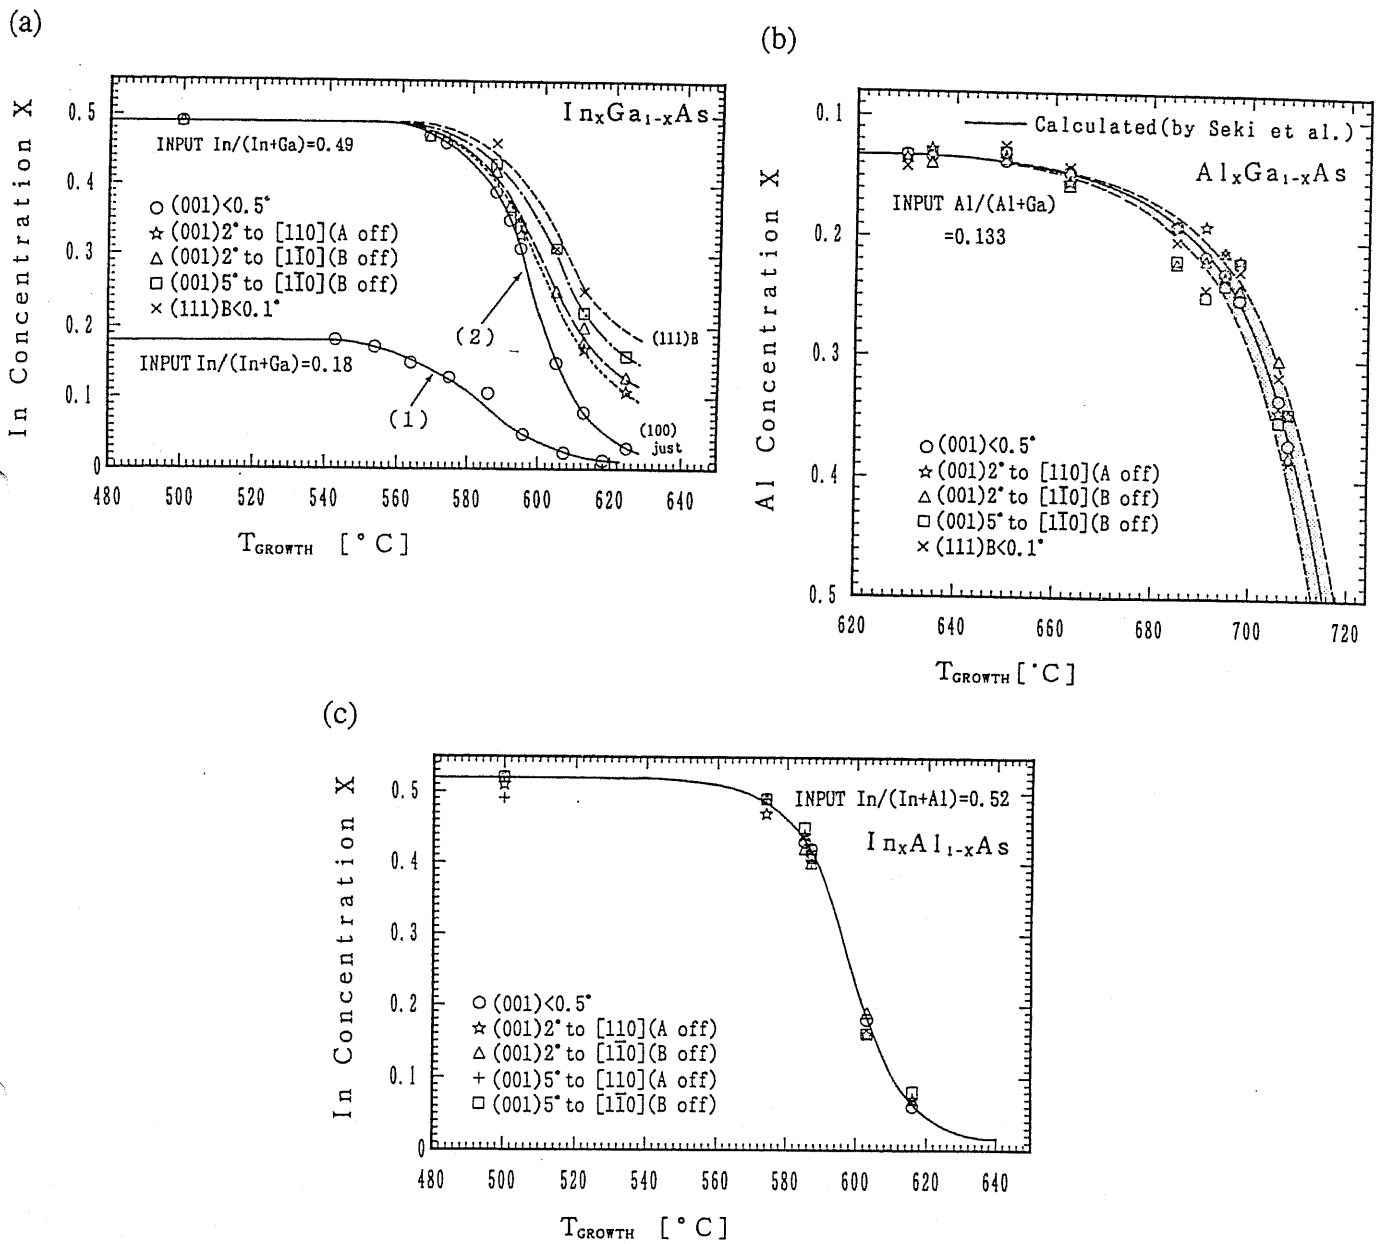 (a)
In Concentration X
0.5
0.4
0.3
0.2
0.1
0
InxGa1-xAs
INPUT In/(In+Ga)=0.49
○ (001)<0.5°
☆ (001)2° to [110](A off)
△ (001)2° to [11̅0](B off)
□ (001)5° to [11̅0](B off)
× (111)B<0.1°
(2)
(111)B
INPUT In/(In+Ga)=0.18
(1)
(100)
just
480 500 520 540 560 580 600 620 640
TGROWTH [°C]
(b)
Al Concentration X
0.1
0.2
0.3
0.4
0.5
Calculated(by Seki et al.)
AlxGa1-xAs
INPUT Al/(Al+Ga)
=0.133
○ (001)<0.5°
☆ (001)2° to [110](A off)
△ (001)2° to [11̅0](B off)
□ (001)5° to [11̅0](B off)
× (111)B<0.1°
620 640 660 680 700 720
TGROWTH[°C]
(c)
In Concentration X
0.5
0.4
0.3
0.2
0.1
0
INPUT In/(In+Al)=0.52
InxAl1-xAs
○ (001)<0.5°
☆ (001)2° to [110](A off)
△ (001)2° to [11̅0](B off)
+ (001)5° to [110](A off)
□ (001)5° to [11̅0](B off)
480 500 520 540 560 580 600 620 640
TGROWTH [°C]